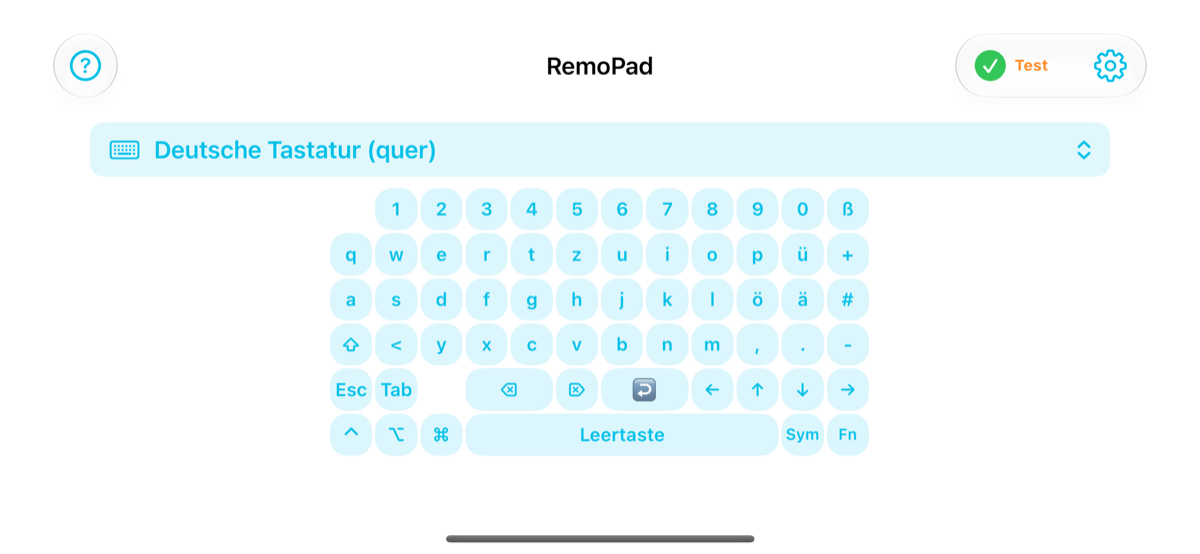 ?
RemoPad
Test
Deutsche Tastatur (quer)
1 2 3 4 5 6 7 8 9 0 ß
q w e r t z u i o p ü +
a s d f g h j k l ö ä #
⇧ < y x c v b n m , . -
Esc Tab ⌫ ⌦ ↩ ← ↑ ↓ →
^ ⌥ ⌘ Leertaste Sym Fn